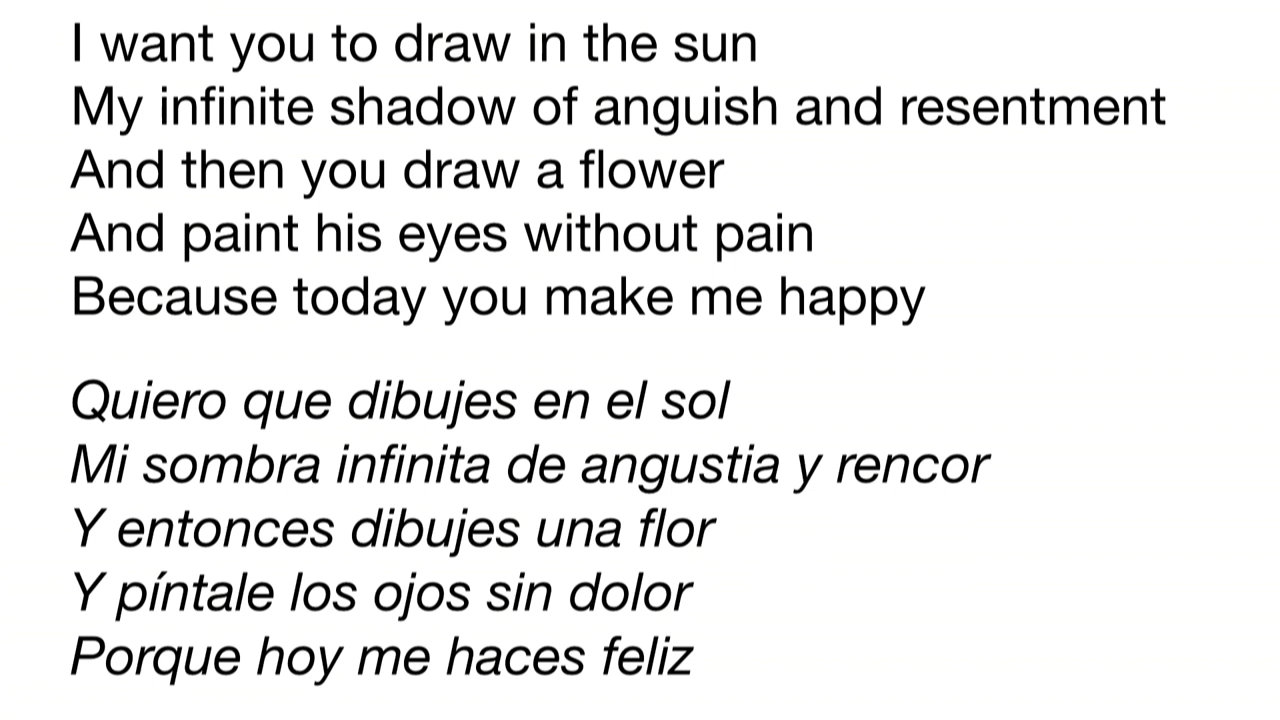 I want you to draw in the sun
My infinite shadow of anguish and resentment
And then you draw a flower
And paint his eyes without pain
Because today you make me happy
Quiero que dibujes en el sol
Mi sombra infinita de angustia y rencor
Y entonces dibujes una flor
Y píntale los ojos sin dolor
Porque hoy me haces feliz